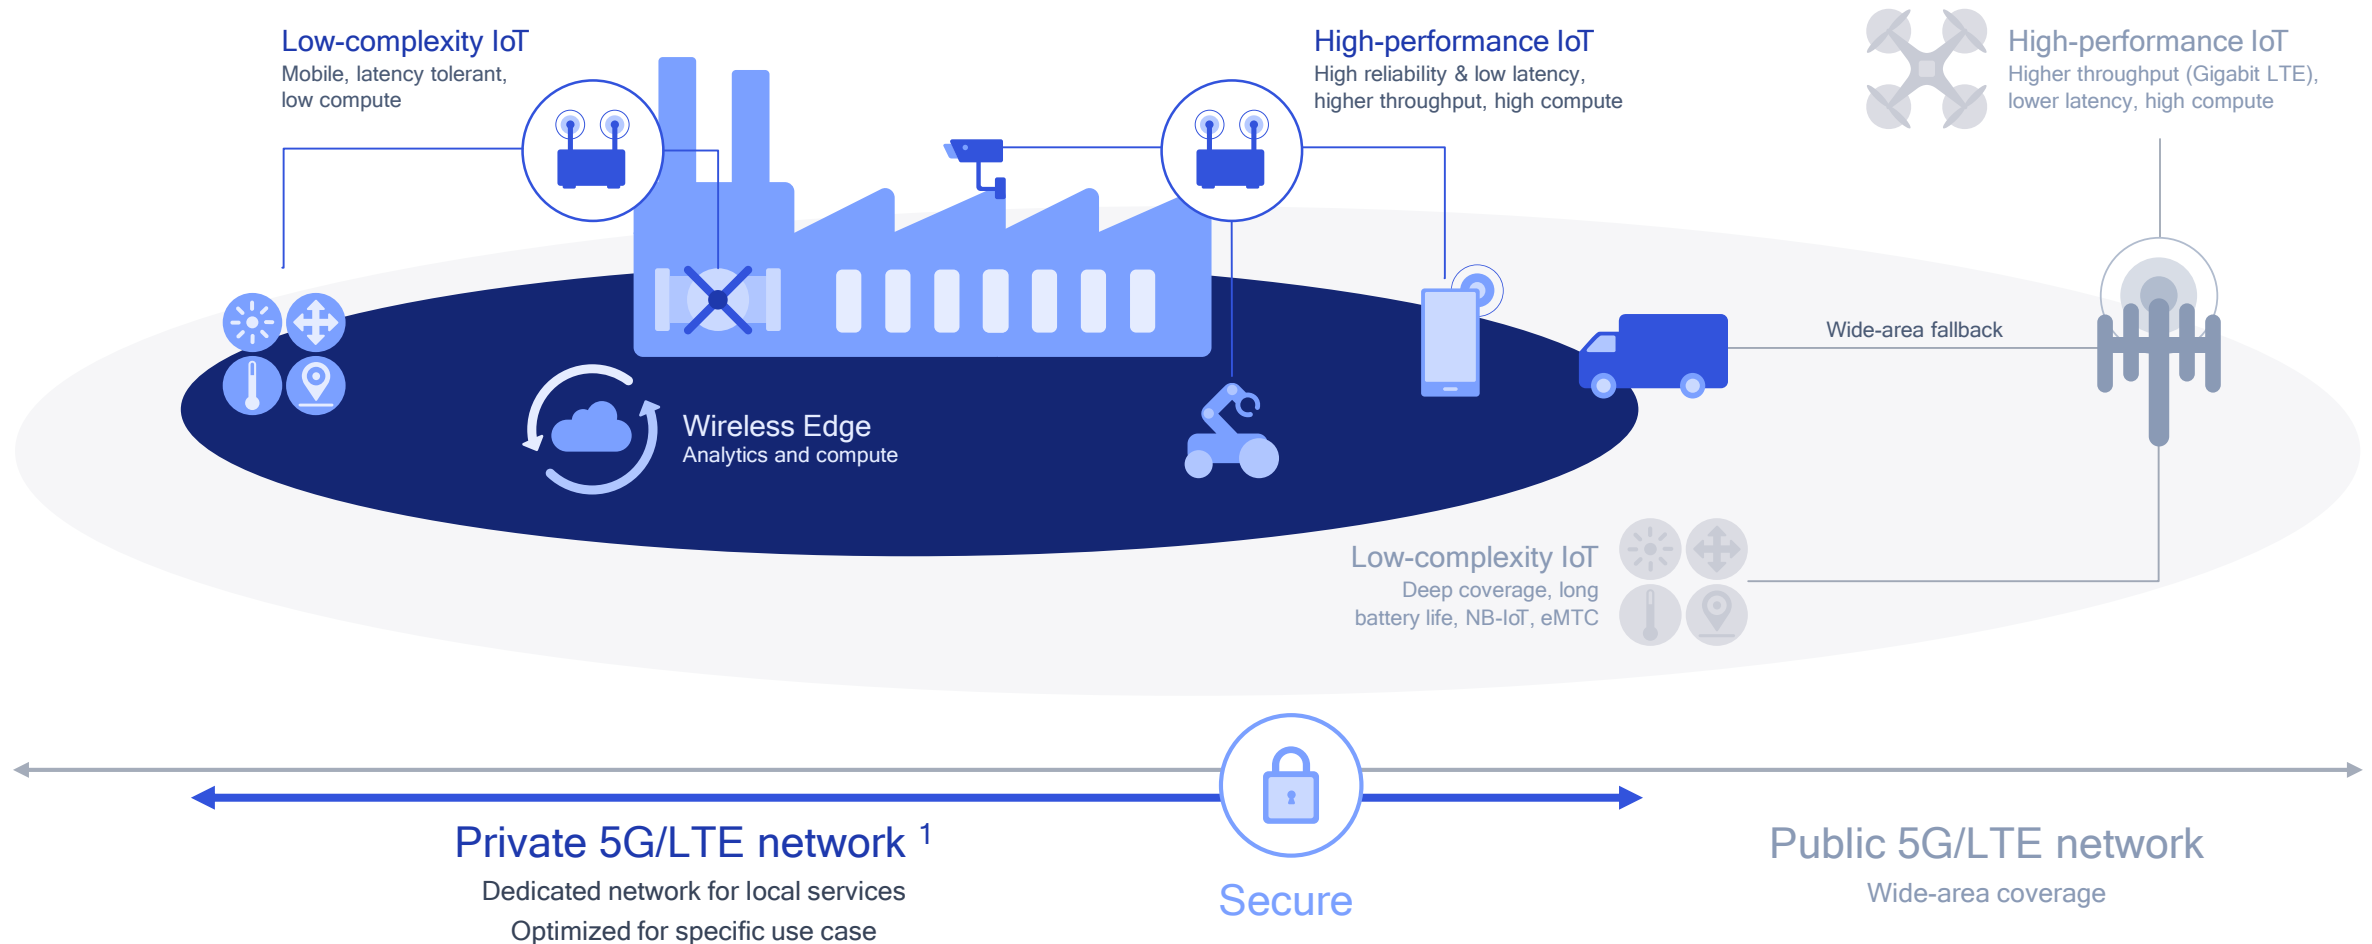 Low-complexity IoT
Mobile, latency tolerant,
low compute
High-performance IoT
High reliability & low latency,
higher throughput, high compute
High-performance IoT
Higher throughput (Gigabit LTE),
lower latency, high compute
Wide-area fallback
Wireless Edge
Analytics and compute
Low-complexity IoT
Deep coverage, long
battery life, NB-IoT, eMTC
Private 5G/LTE network 1
Dedicated network for local services
Optimized for specific use case
Secure
Public 5G/LTE network
Wide-area coverage